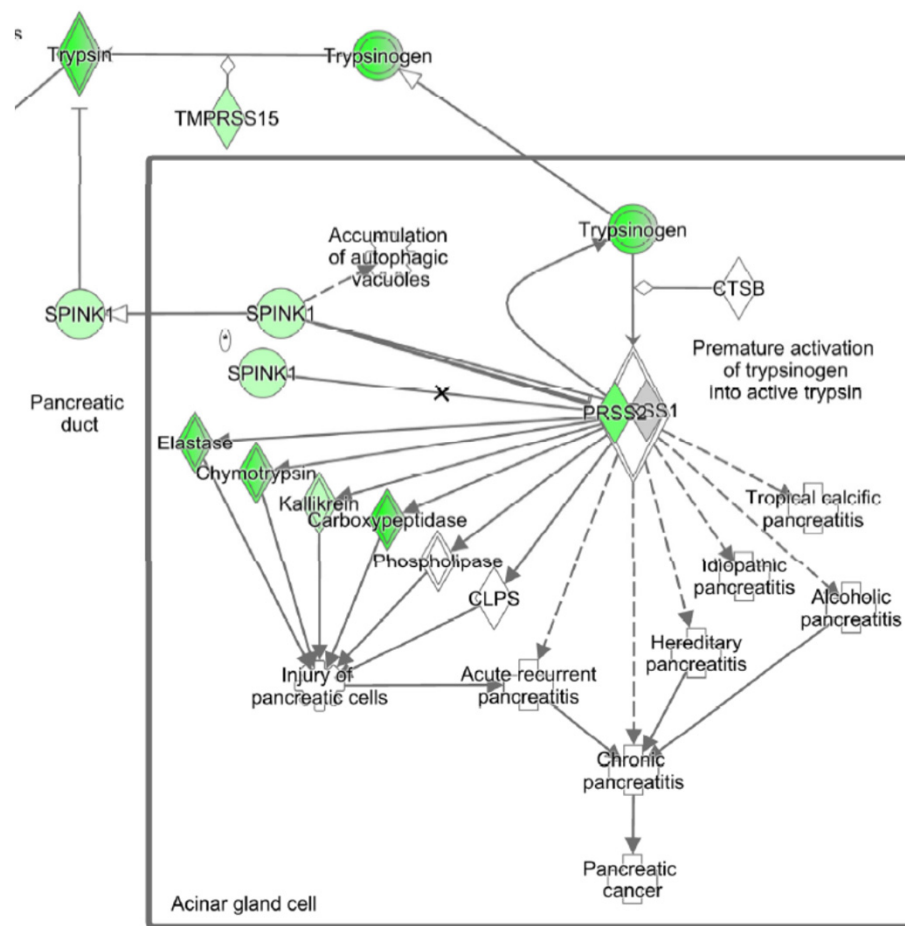 s
Trypsin
Trypsinogen
TMPRSS15
Trypsinogen
Accumulation
of autophagic
vacuoles
CTSB
SPINK1
SPINK1
*
SPINK1
Premature activation
of trypsinogen
into active trypsin
Pancreatic
duct
PRSS2
Elastase
Chymotrypsin
Kallikrein
Carboxypeptidase
Phospholipase
CLPS
Tropical calcific
pancreatitis
Idiopathic
pancreatitis
Alcoholic
pancreatitis
Hereditary
pancreatitis
Injury of
pancreatic cells
Acute recurrent
pancreatitis
Chronic
pancreatitis
Pancreatic
cancer
Acinar gland cell